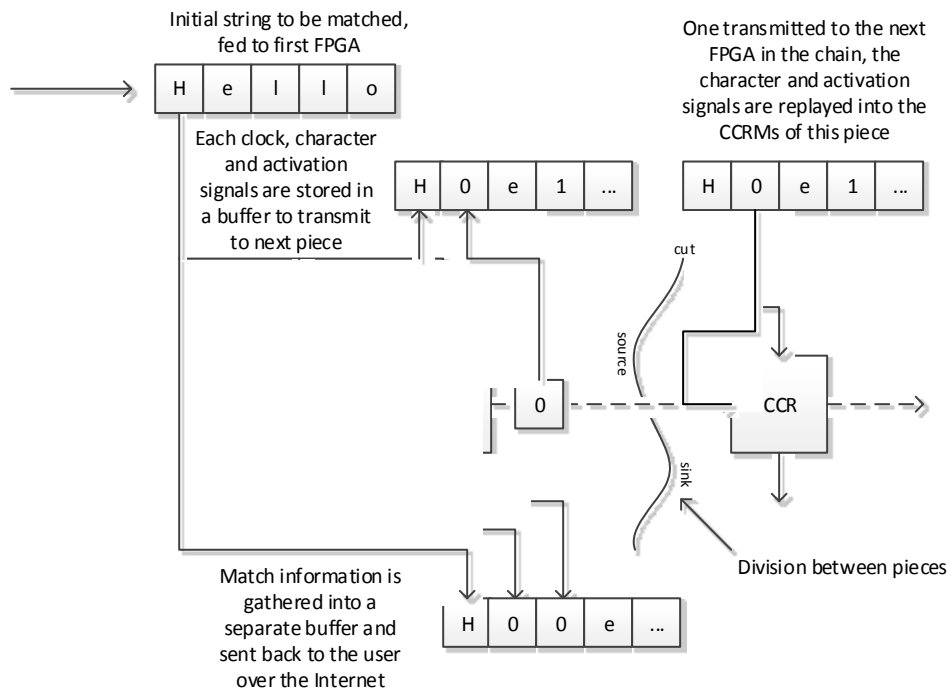 Initial string to be matched,
fed to first FPGA
H e l l o
One transmitted to the next
FPGA in the chain, the
character and activation
signals are replayed into the
CCRMs of this piece
Each clock, character
and activation
signals are stored in
a buffer to transmit
to next piece
H 0 e 1 ...
H 0 e 1 ...
cut
source
0
CCR
sink
Division between pieces
Match information is
gathered into a
separate buffer and
sent back to the user
over the Internet
H 0 0 e ...